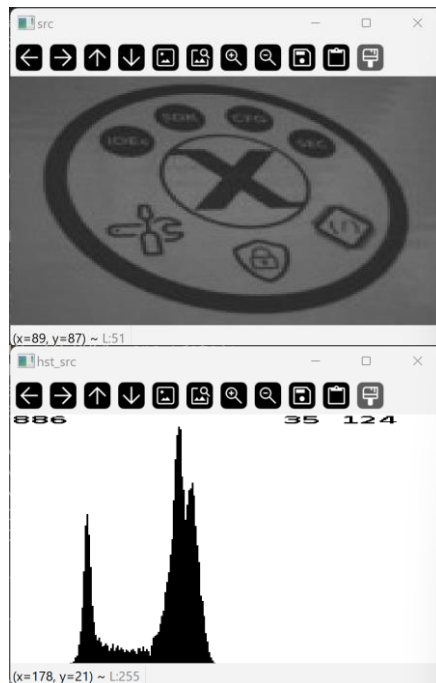 src
IDEs SDK CFG SEC
X
(x=89, y=87) ~ L:51
hst_src
886 35 124
(x=178, y=21) ~ L:255